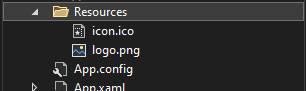 Resources
icon.ico
logo.png
App.config
App.xaml